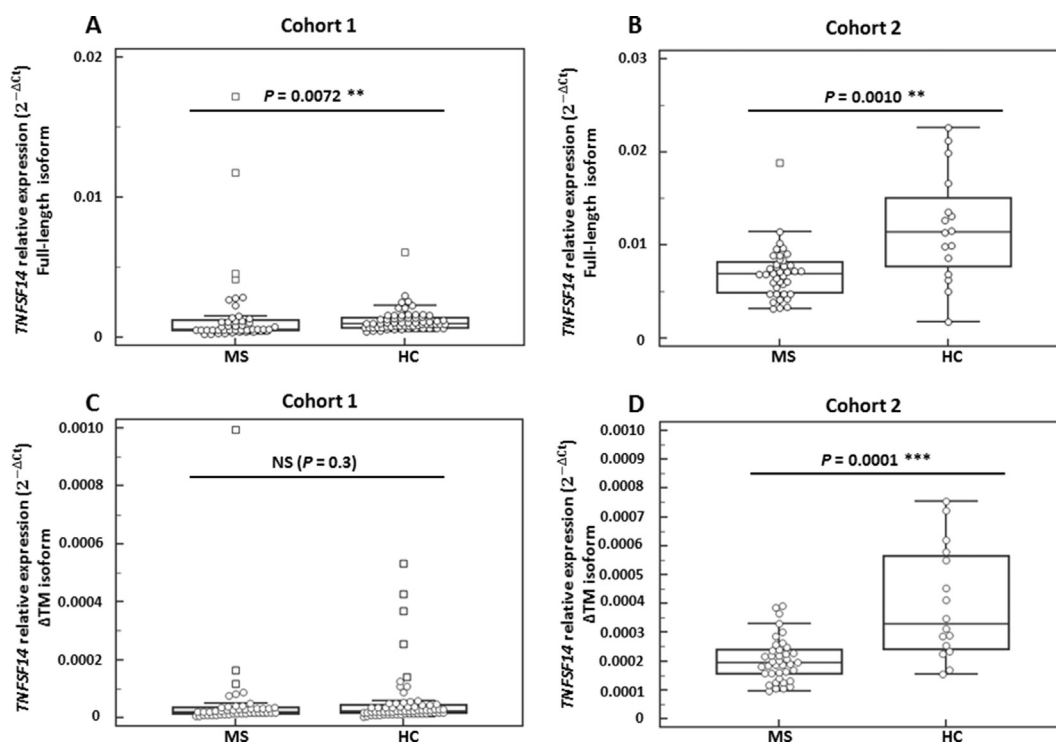 A
Cohort 1
TNFSF14 relative expression (2^−ΔCt)
Full-length isoform
0.02
0.01
0
P = 0.0072 **
MS
HC
B
Cohort 2
TNFSF14 relative expression (2^−ΔCt)
Full-length isoform
0.03
0.02
0.01
0
P = 0.0010 **
MS
HC
C
Cohort 1
TNFSF14 relative expression (2^−ΔCt)
ΔTM isoform
0.0010
0.0008
0.0006
0.0004
0.0002
0
NS (P = 0.3)
MS
HC
D
Cohort 2
TNFSF14 relative expression (2^−ΔCt)
ΔTM isoform
0.0010
0.0009
0.0008
0.0007
0.0006
0.0005
0.0004
0.0003
0.0002
0.0001
0
P = 0.0001 ***
MS
HC